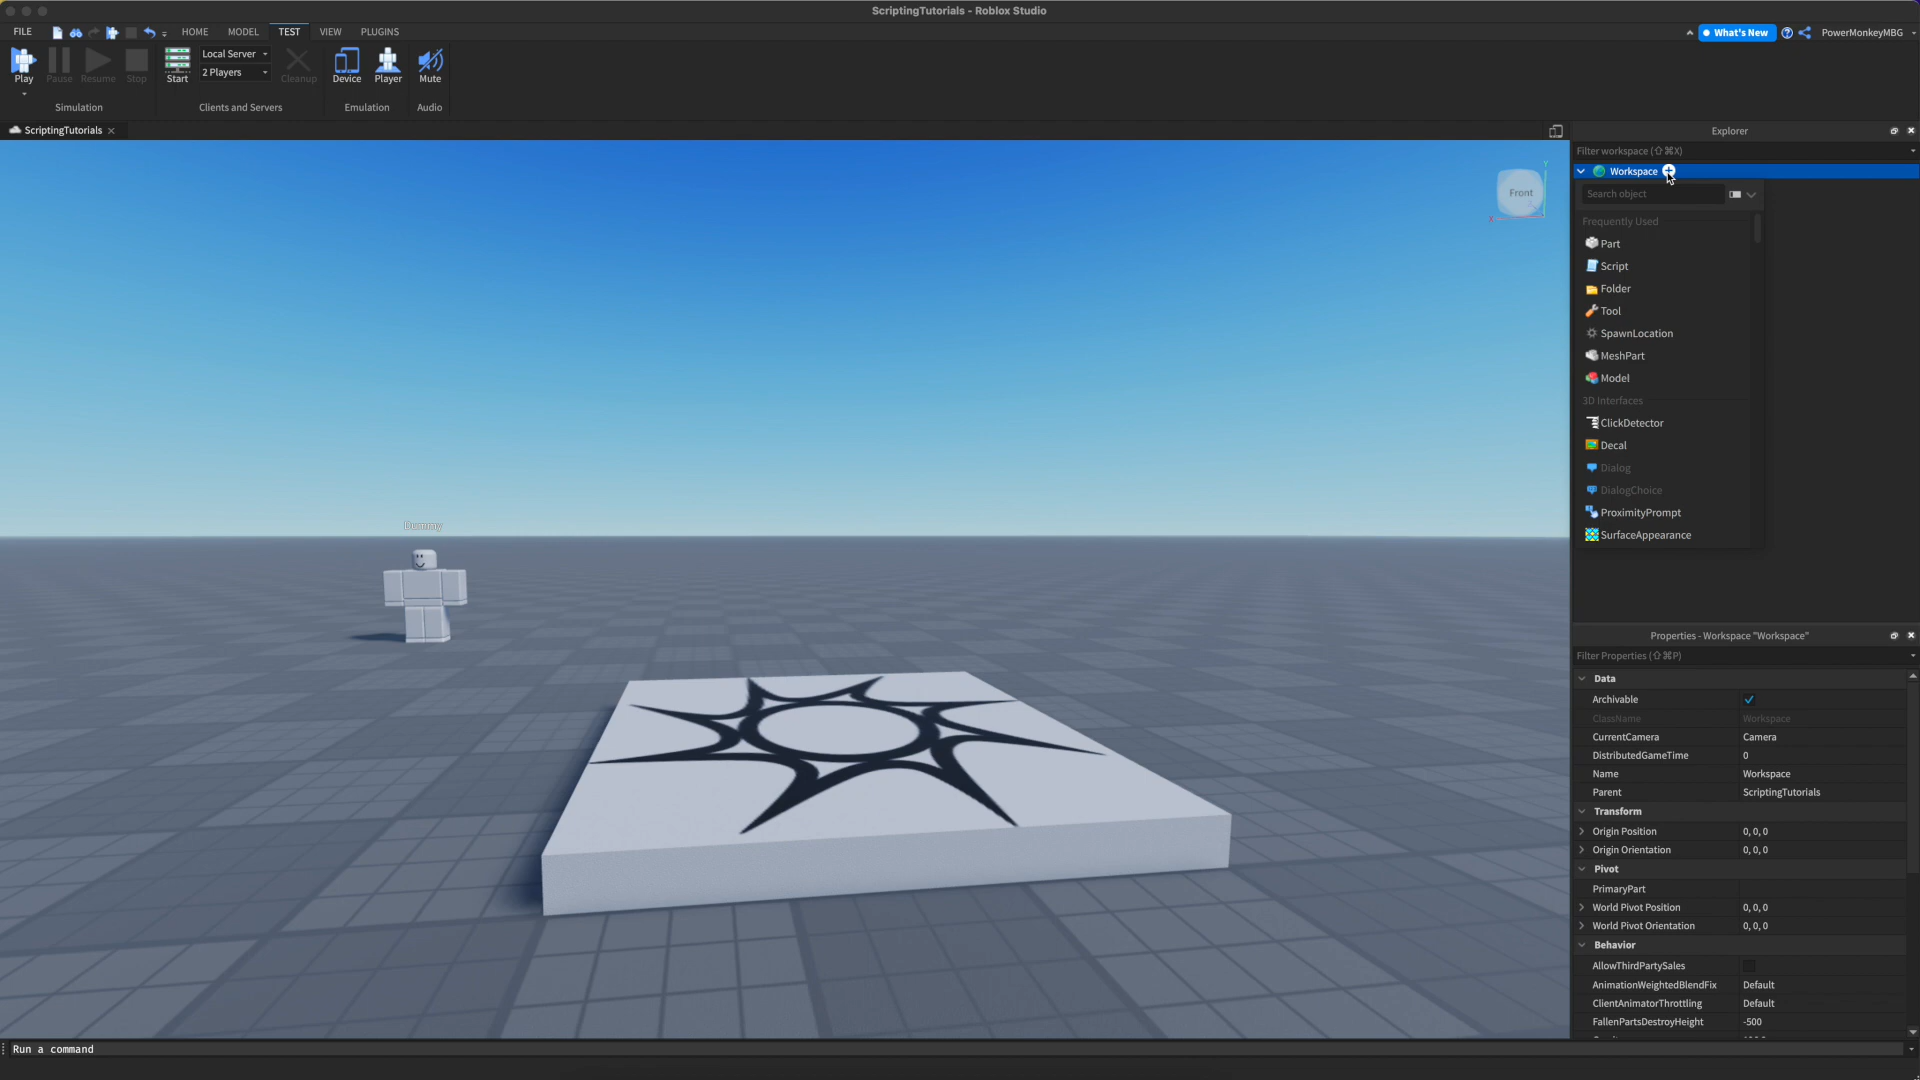 ScriptingTutorials - Roblox Studio
FILE HOME MODEL TEST VIEW PLUGINS What's New PowerMonkeyMBG
Play Pause Resume Stop Start Local Server 2 Players Cleanup Device Player Mute
Simulation Clients and Servers Emulation Audio
ScriptingTutorials
Front
Y
X
Dummy
Explorer
Filter workspace (⇧⌘X)
Workspace
Search object
Frequently Used
Part
Script
Folder
Tool
SpawnLocation
MeshPart
Model
3D Interfaces
ClickDetector
Decal
Dialog
DialogChoice
ProximityPrompt
SurfaceAppearance
Properties - Workspace "Workspace"
Filter Properties (⇧⌘P)
Data
Archivable
ClassName Workspace
CurrentCamera Camera
DistributedGameTime 0
Name Workspace
Parent ScriptingTutorials
Transform
Origin Position 0, 0, 0
Origin Orientation 0, 0, 0
Pivot
PrimaryPart
World Pivot Position 0, 0, 0
World Pivot Orientation 0, 0, 0
Behavior
AllowThirdPartySales
AnimationWeightedBlendFix Default
ClientAnimatorThrottling Default
FallenPartsDestroyHeight -500
Run a command